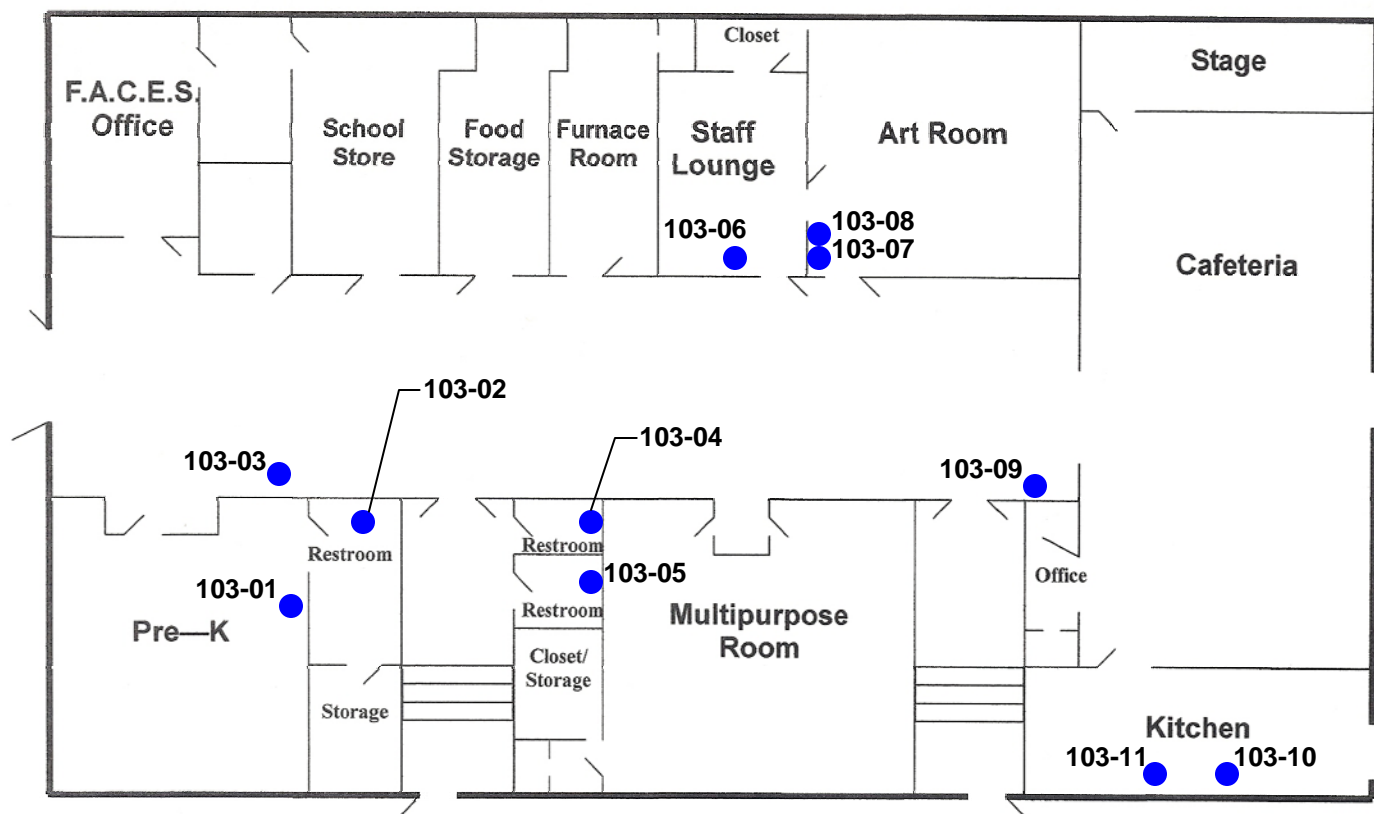 Closet
Stage
F.A.C.E.S.
Office
School
Store
Food
Storage
Furnace
Room
Staff
Lounge
Art Room
103-06
103-08
103-07
Cafeteria
103-02
103-04
103-03
103-09
Restroom
Restroom
103-01
103-05
Office
Restroom
Pre—K
Multipurpose
Room
Closet/
Storage
Storage
Kitchen
103-11
103-10